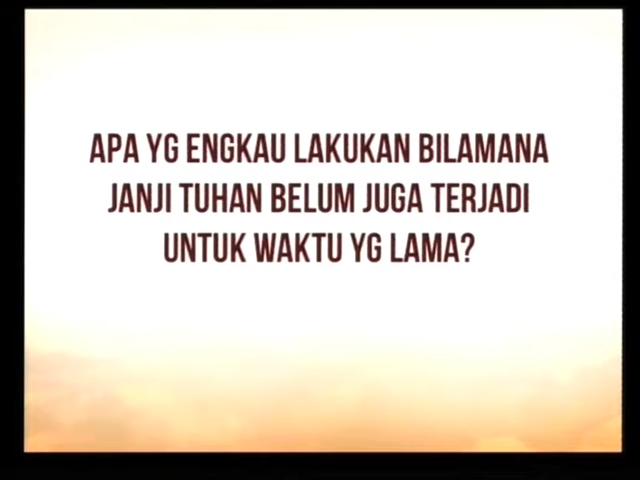 APA YG ENGKAU LAKUKAN BILAMANA
JANJI TUHAN BELUM JUGA TERJADI
UNTUK WAKTU YG LAMA?